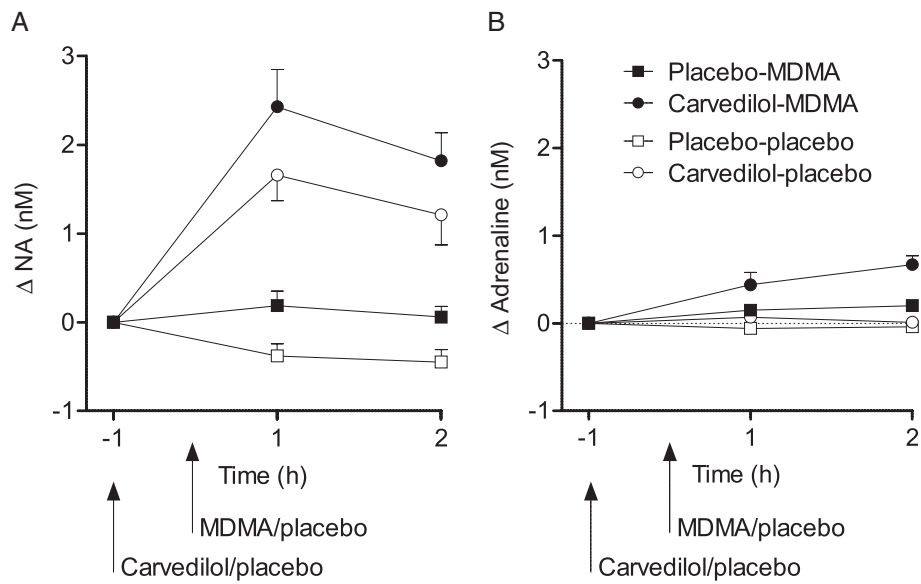 A
3
2
1
0
-1
Δ NA (nM)
-1
1
2
Time (h)
MDMA/placebo
Carvedilol/placebo
B
3
2
1
0
-1
Δ Adrenaline (nM)
Placebo-MDMA
Carvedilol-MDMA
Placebo-placebo
Carvedilol-placebo
-1
1
2
Time (h)
MDMA/placebo
Carvedilol/placebo